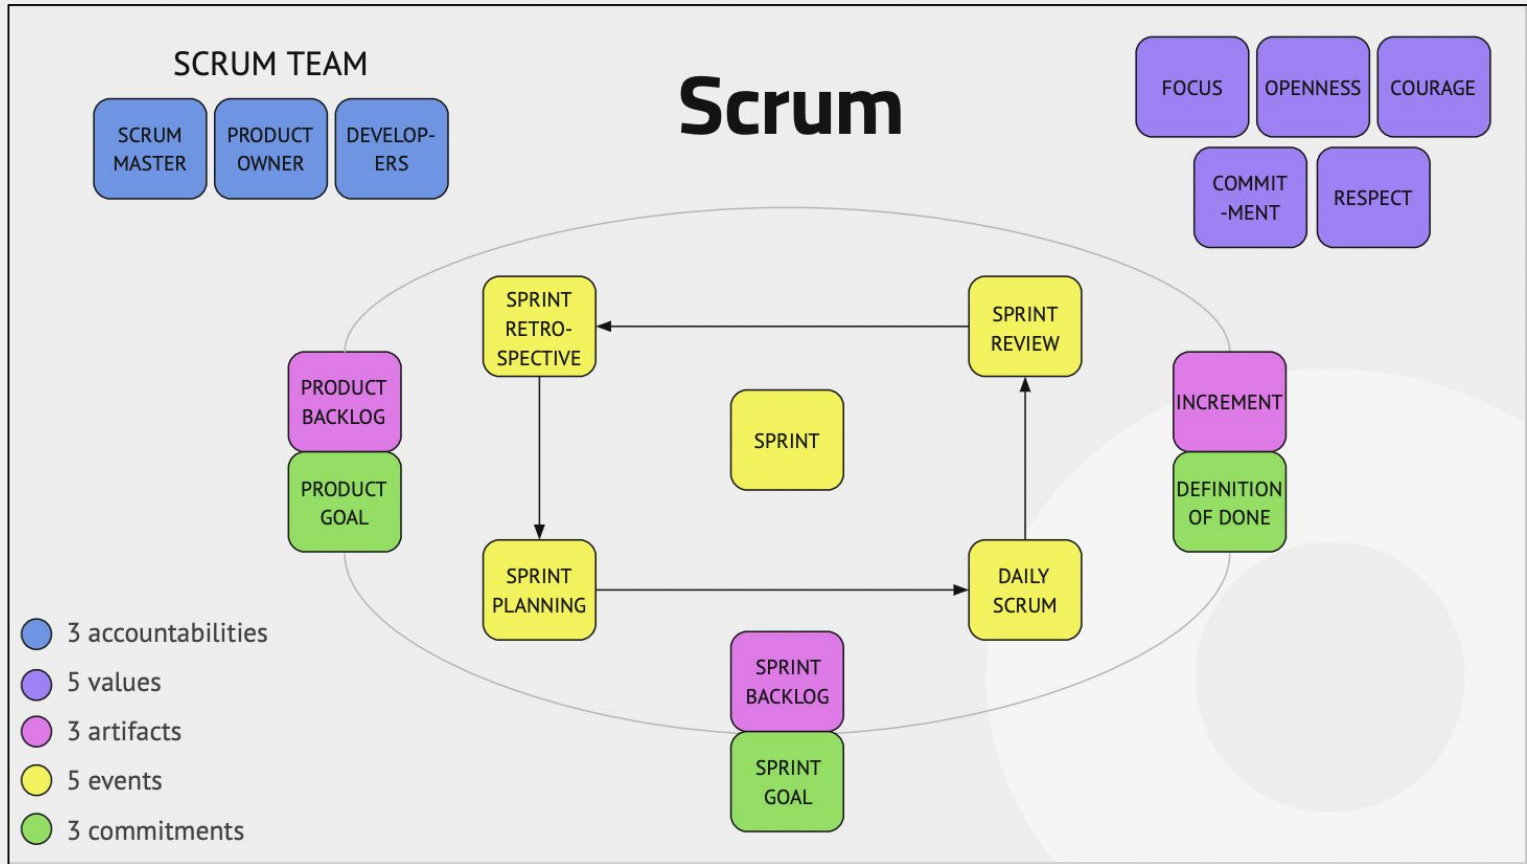 SCRUM TEAM
SCRUM
MASTER
PRODUCT
OWNER
DEVELOP-
ERS
Scrum
FOCUS
OPENNESS
COURAGE
COMMIT
-MENT
RESPECT
SPRINT
RETRO-
SPECTIVE
SPRINT
REVIEW
PRODUCT
BACKLOG
PRODUCT
GOAL
SPRINT
INCREMENT
DEFINITION
OF DONE
SPRINT
PLANNING
DAILY
SCRUM
SPRINT
BACKLOG
SPRINT
GOAL
3 accountabilities
5 values
3 artifacts
5 events
3 commitments